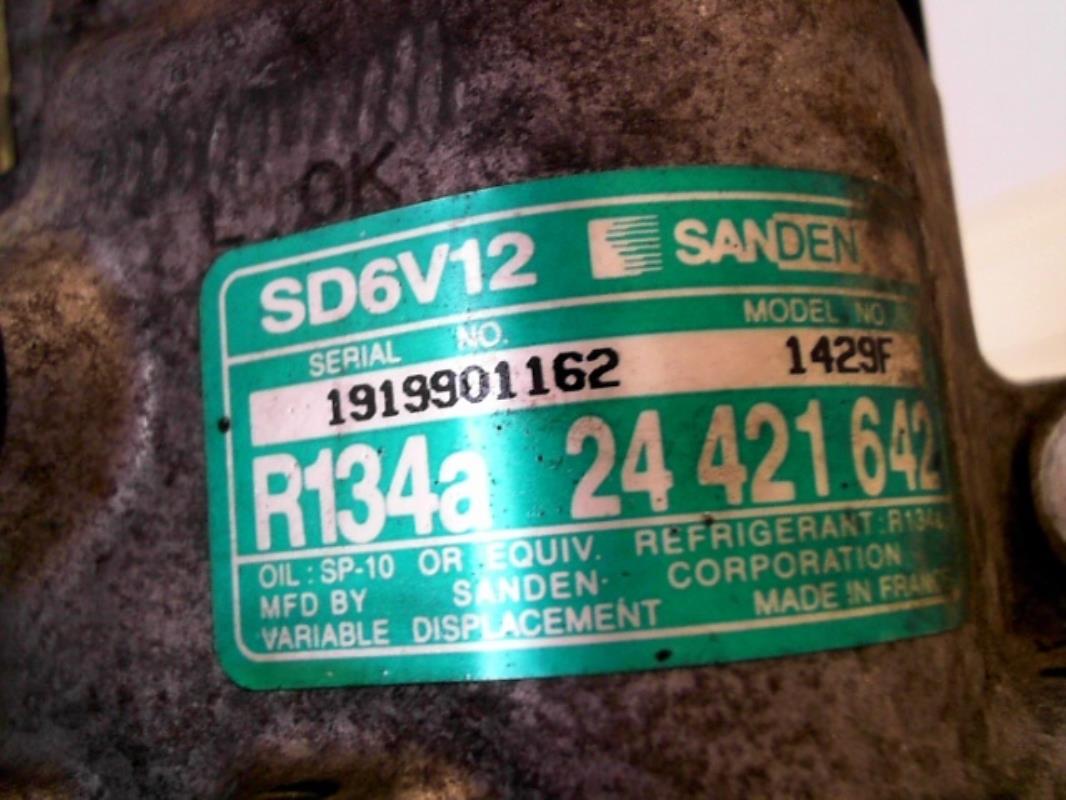 OK
SD6V12 SANDEN
SERIAL NO. MODEL NO.
1919901162 1429F
R134a 24 421 642
OIL : SP-10 OR EQUIV. REFRIGERANT : R134a
MFD BY SANDEN CORPORATION
VARIABLE DISPLACEMENT MADE IN FRANCE